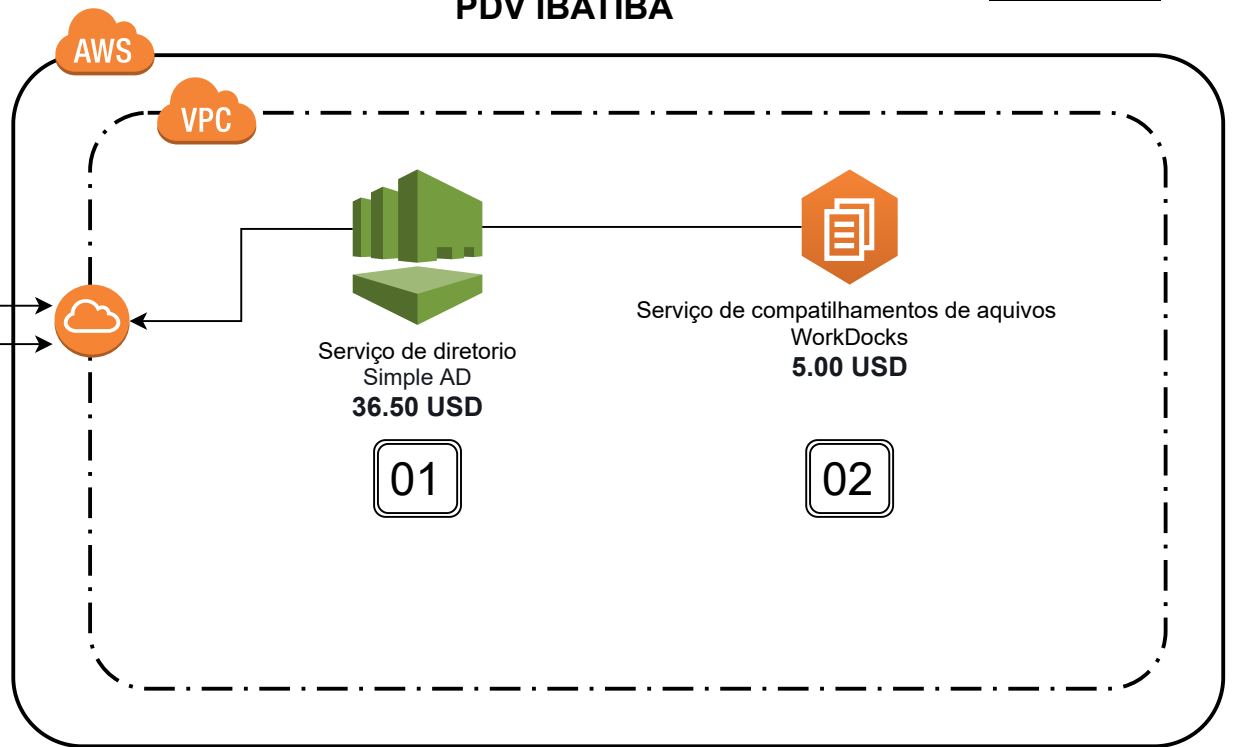 PDV IBATIBA
AWS
VPC
Serviço de diretorio
Simple AD
36.50 USD
01
Serviço de compatilhamentos de aquivos
WorkDocks
5.00 USD
02